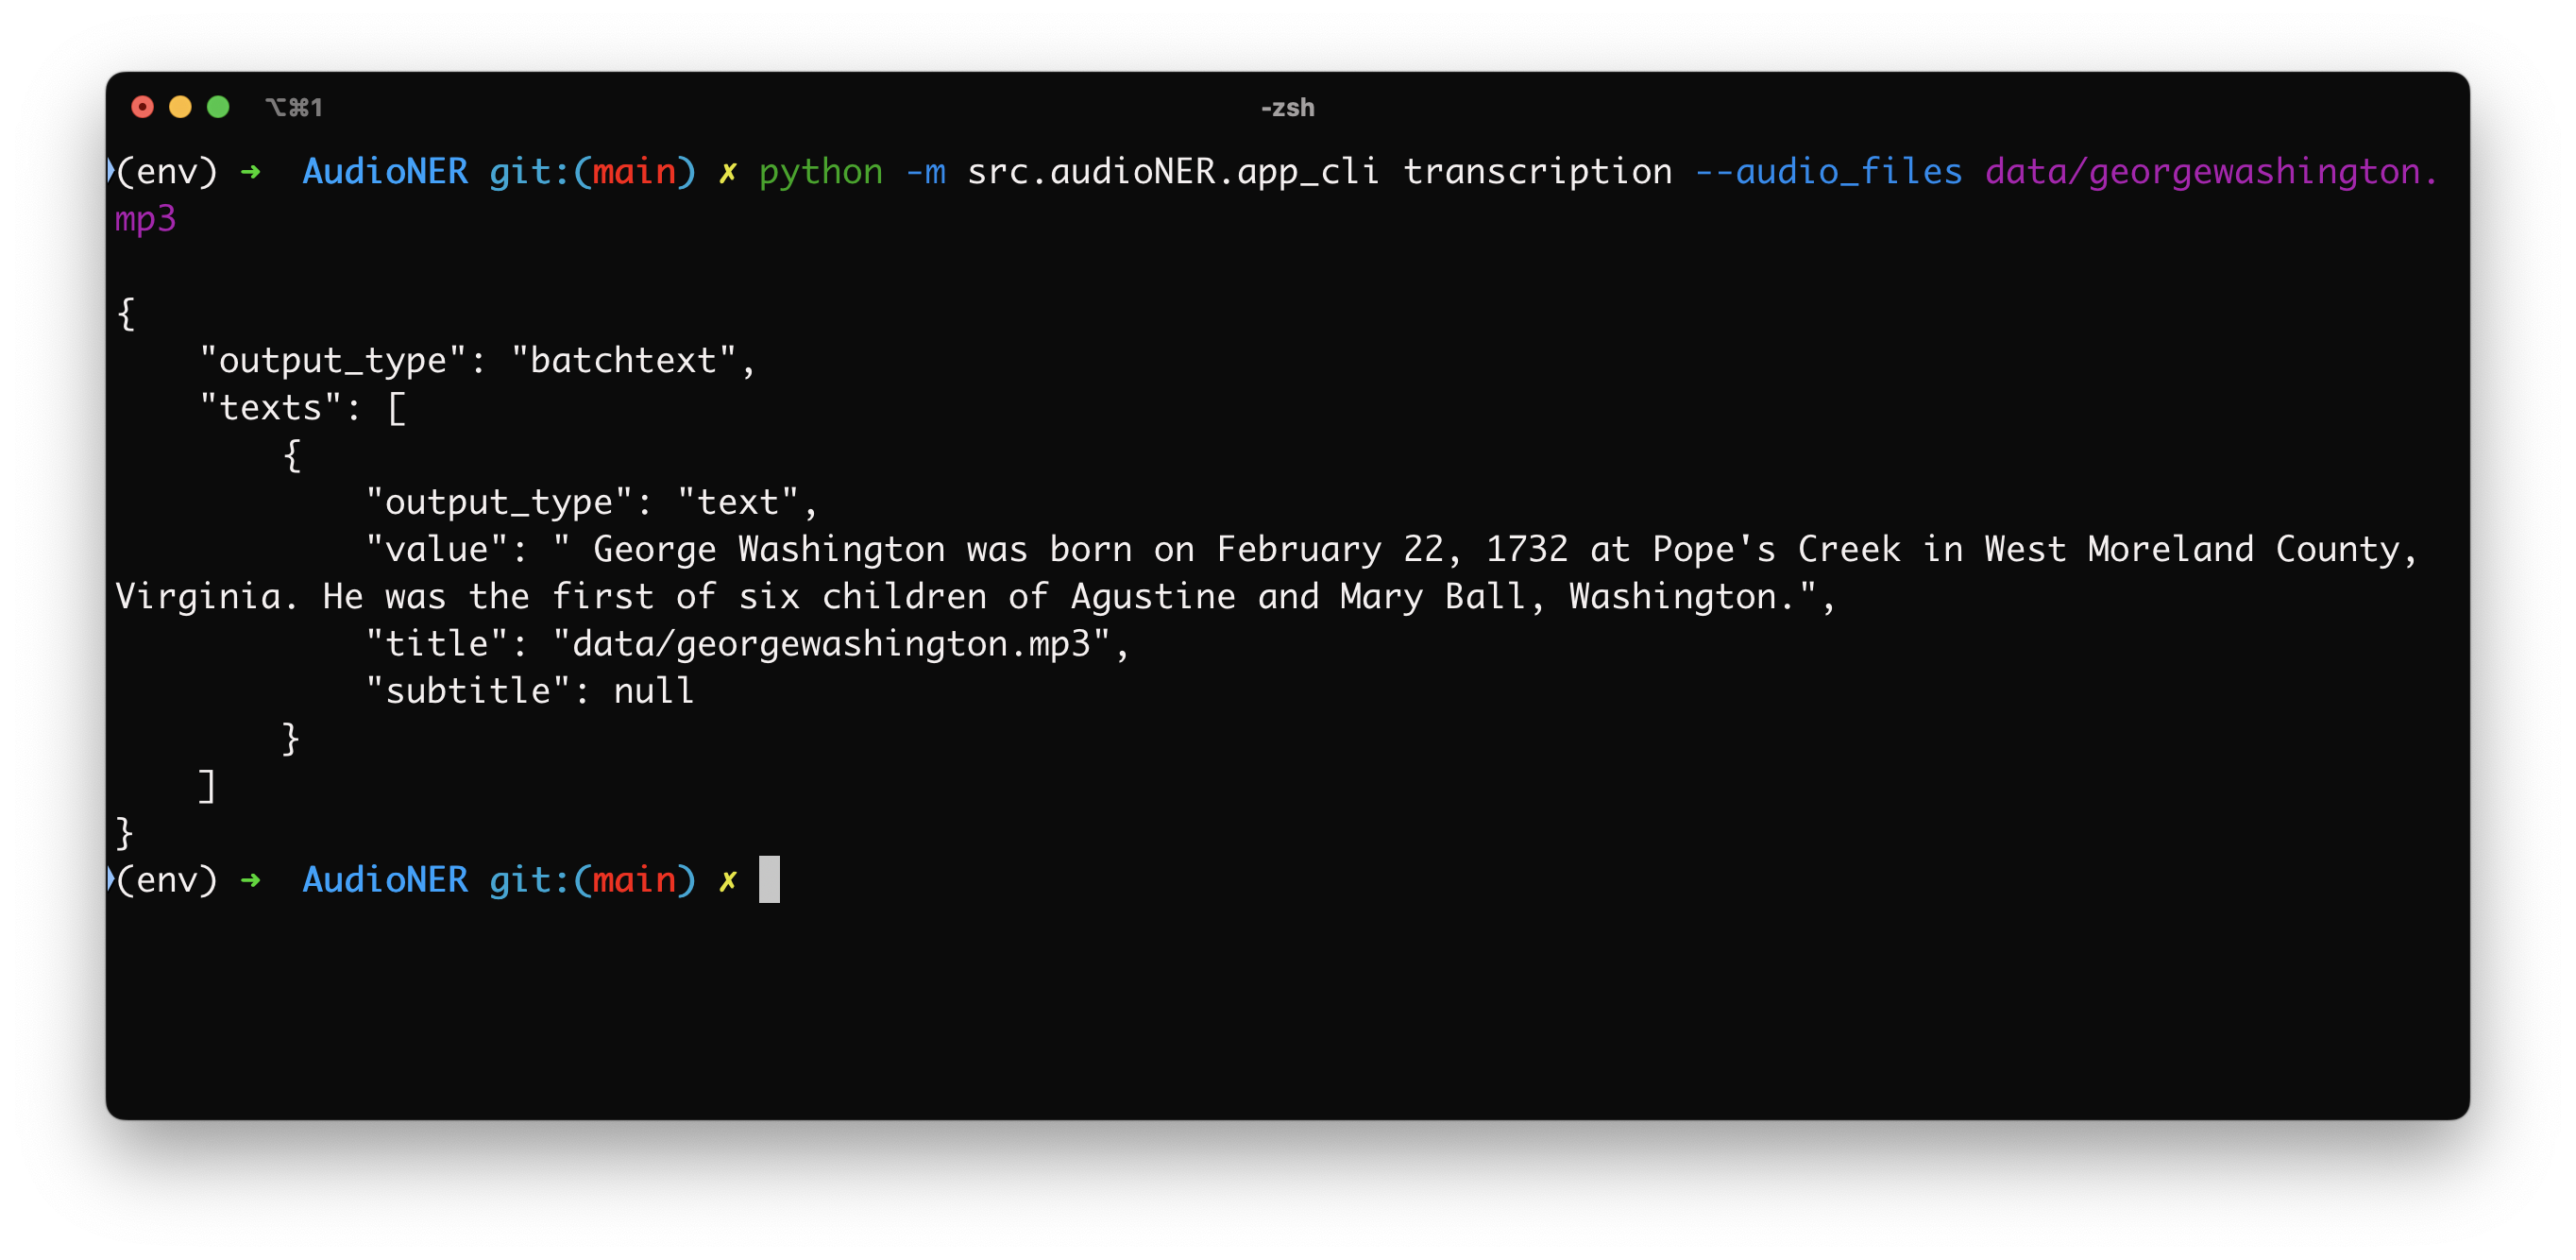 ⌥⌘1 -zsh
(env) ➜ AudioNER git:(main) ✗ python -m src.audioNER.app_cli transcription --audio_files data/georgewashington.
mp3
{
"output_type": "batchtext",
"texts": [
{
"output_type": "text",
"value": " George Washington was born on February 22, 1732 at Pope's Creek in West Moreland County,
Virginia. He was the first of six children of Agustine and Mary Ball, Washington.",
"title": "data/georgewashington.mp3",
"subtitle": null
}
]
}
(env) ➜ AudioNER git:(main) ✗